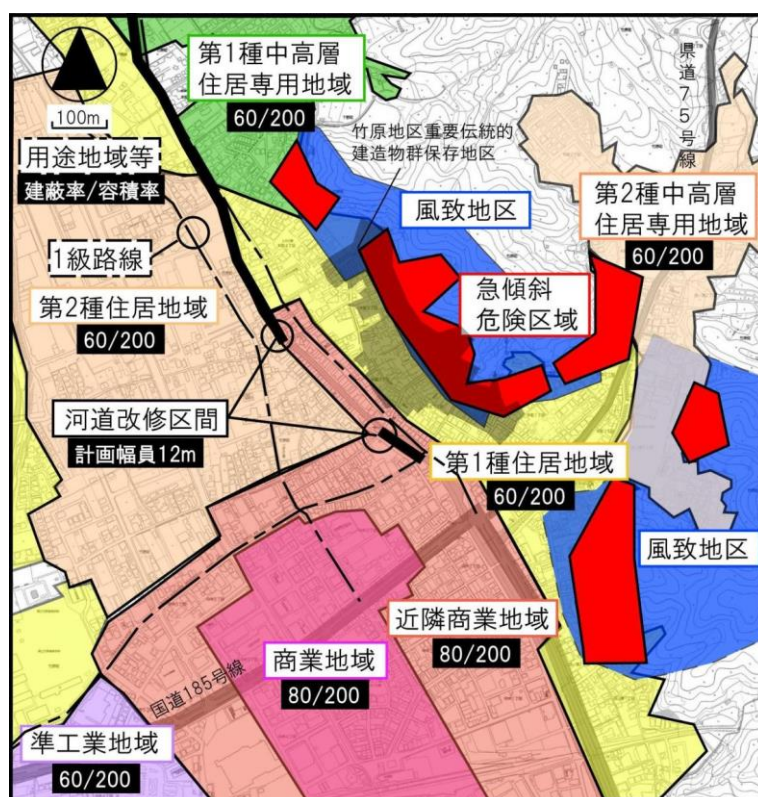 第1種中高層
住居専用地域
60/200
県道75号線
100m
竹原地区重要伝統的
建造物群保存地区
用途地域等
建蔽率/容積率
風致地区
第2種中高層
住居専用地域
60/200
1級路線
急傾斜
危険区域
第2種住居地域
60/200
河道改修区間
計画幅員12m
第1種住居地域
60/200
風致地区
近隣商業地域
80/200
商業地域
80/200
国道185号線
準工業地域
60/200